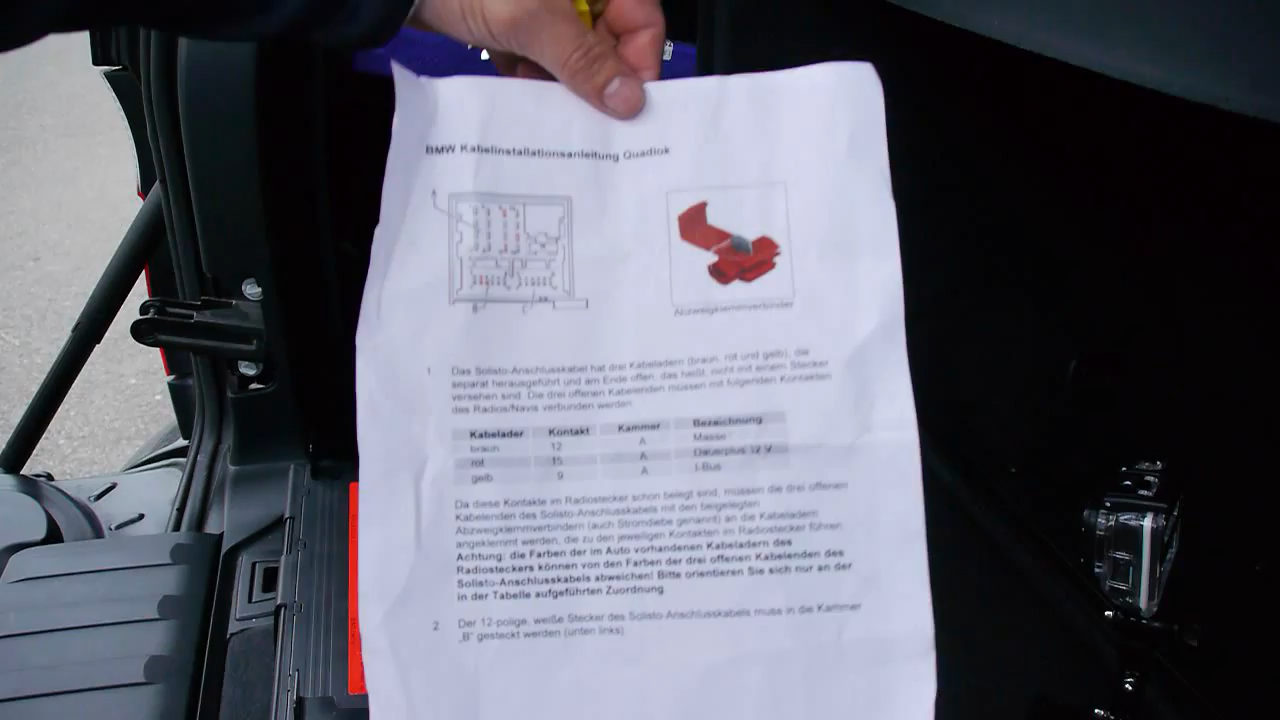 BMW Kabelinstallationsanleitung Quadlok
A
B
C
Abzweigklemmverbinder
1 Das Solisto-Anschlusskabel hat drei Kabeladern (braun, rot und gelb), die
separat herausgeführt und am Ende offen, das heißt, nicht mit einem Stecker
versehen sind. Die drei offenen Kabelenden müssen mit folgenden Kontakten
des Radios/Navis verbunden werden:
Kabelader Kontakt Kammer Bezeichnung
braun 12 A Masse
rot 15 A Dauerplus 12 V
gelb 9 A I-Bus
Da diese Kontakte im Radiostecker schon belegt sind, müssen die drei offenen
Kabelenden des Solisto-Anschlusskabels mit den beigelegten
Abzweigklemmverbindern (auch Stromdiebe genannt) an die Kabeladern
angeklemmt werden, die zu den jeweiligen Kontakten im Radiostecker führen.
Achtung: die Farben der im Auto vorhandenen Kabeladern des
Radiosteckers können von den Farben der drei offenen Kabelenden des
Solisto-Anschlusskabels abweichen! Bitte orientieren Sie sich nur an der
in der Tabelle aufgeführten Zuordnung.
2 Der 12-polige, weiße Stecker des Solisto-Anschlusskabels muss in die Kammer
„B" gesteckt werden (unten links).